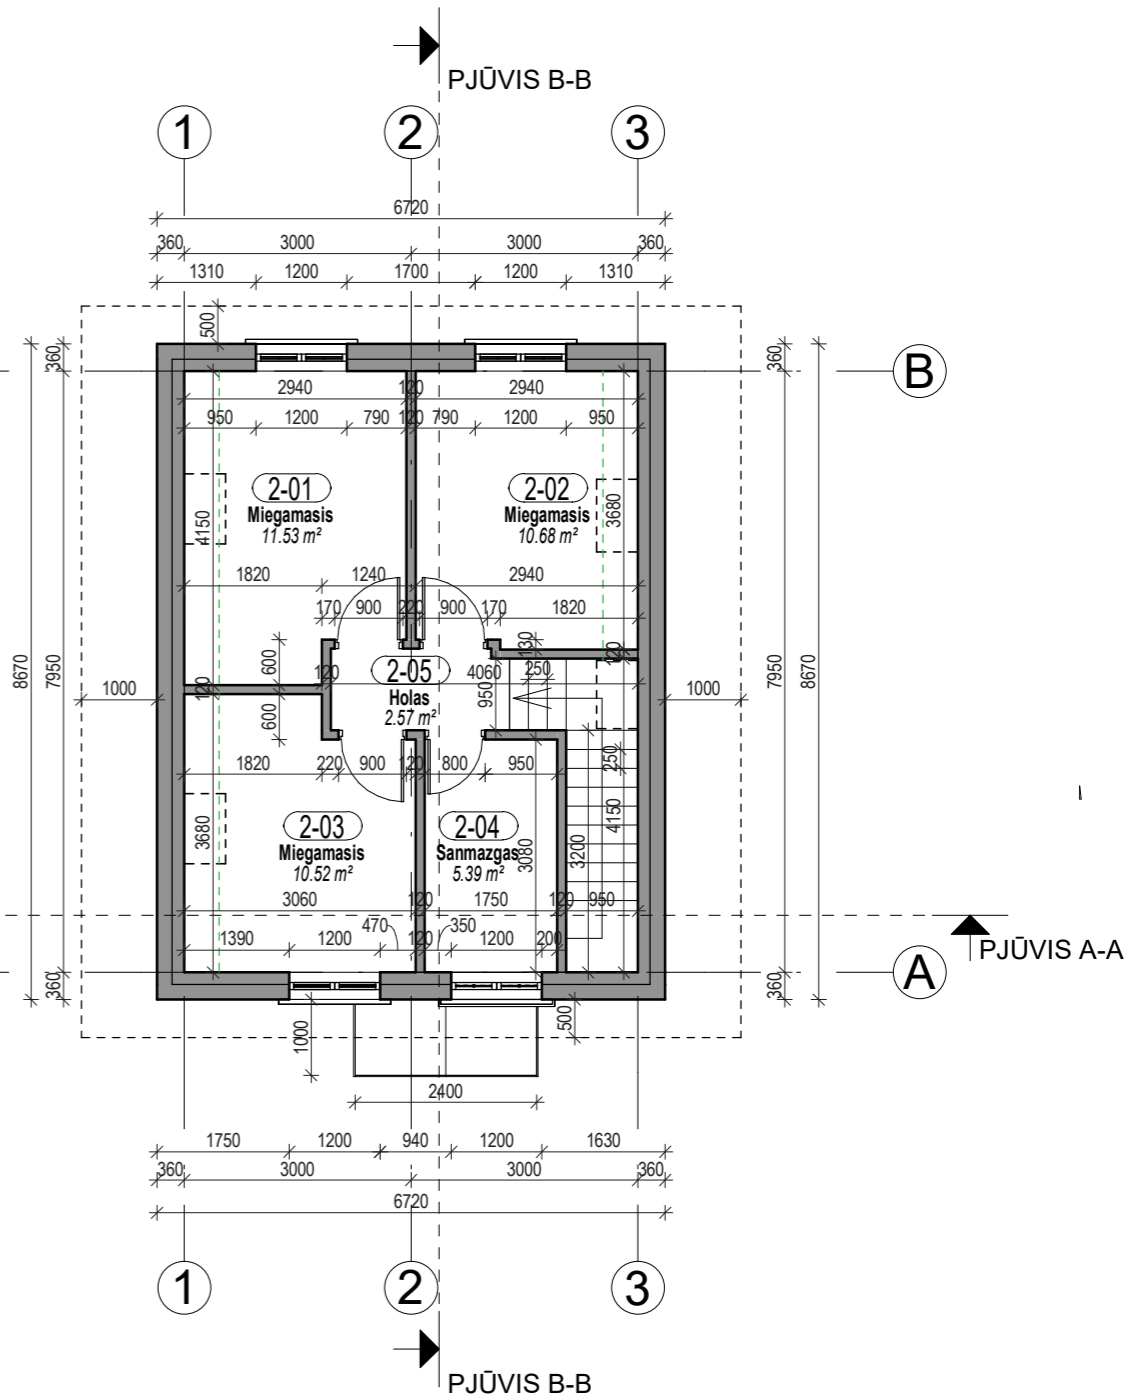 PJŪVIS B-B
1 2 3
6720
360 3000 3000 360
1310 1200 1700 1200 1310
500
360 360
B
2940 120 2940
950 1200 790 120 790 1200 950
2-01 2-02
Miegamasis Miegamasis
11.53 m² 10.68 m²
4150 3680
1820 1240 2940
170 900 220 900 170 1820
130
600 2-05 120
120 4060 250
Holas
2.57 m²
120 950
600
8670 7950 1000 1000 7950 8670
1820 220 900 120 800 950
250
4150
2-03 2-04
Miegamasis Sanmazgas
10.52 m² 5.39 m²
3680 3080 3200
3060 120 1750 120 950
470 350
1390 1200 120 1200 200
PJŪVIS A-A
A
360 360
1000 500
2400
1750 1200 940 1200 1630
360 3000 3000 360
6720
1 2 3
PJŪVIS B-B